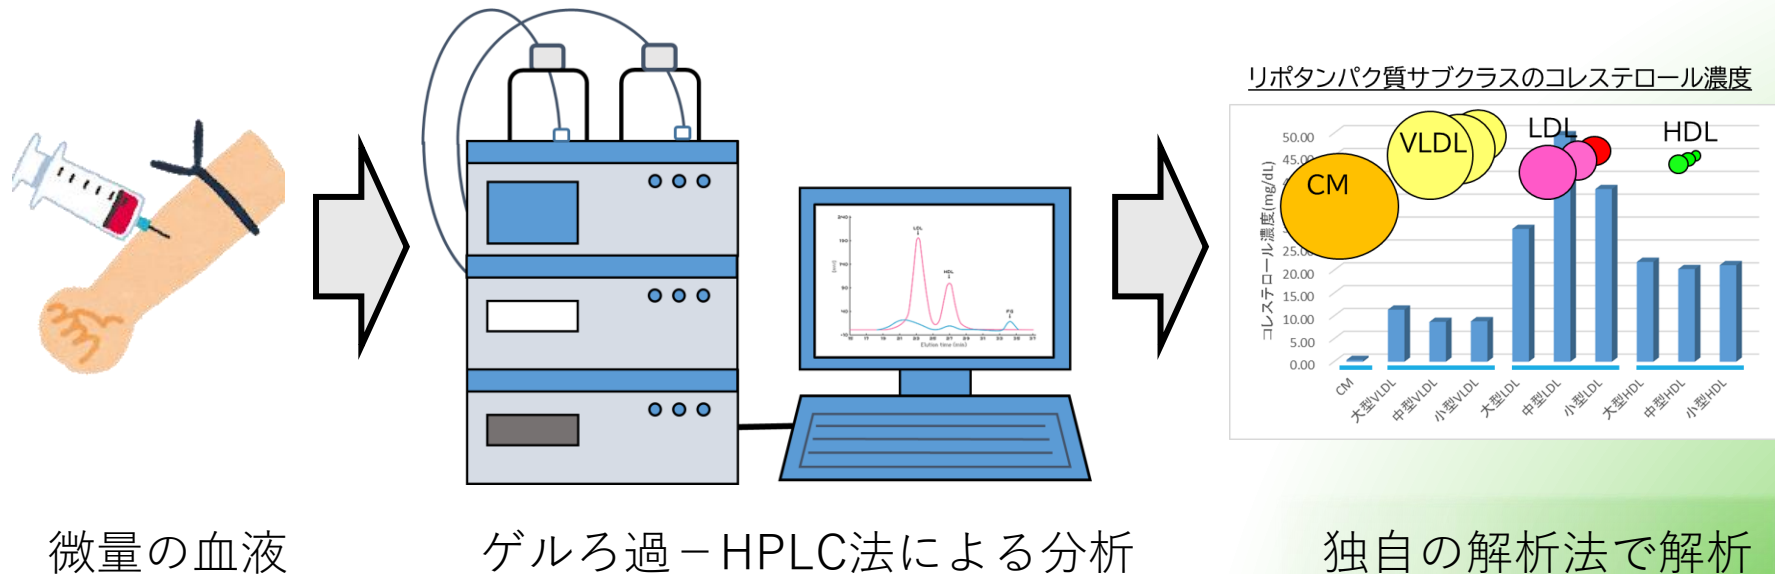 リポタンパク質サブクラスのコレステロール濃度
コレステロール濃度(mg/dL)
50.00
45.00
25.00
20.00
15.00
10.00
5.00
0.00
CM
VLDL
LDL
HDL
CM
大型VLDL
中型VLDL
小型VLDL
大型LDL
中型LDL
小型LDL
大型HDL
中型HDL
小型HDL
LDL
HDL
FG
Elution time (min)
微量の血液
ゲルろ過－HPLC法による分析
独自の解析法で解析